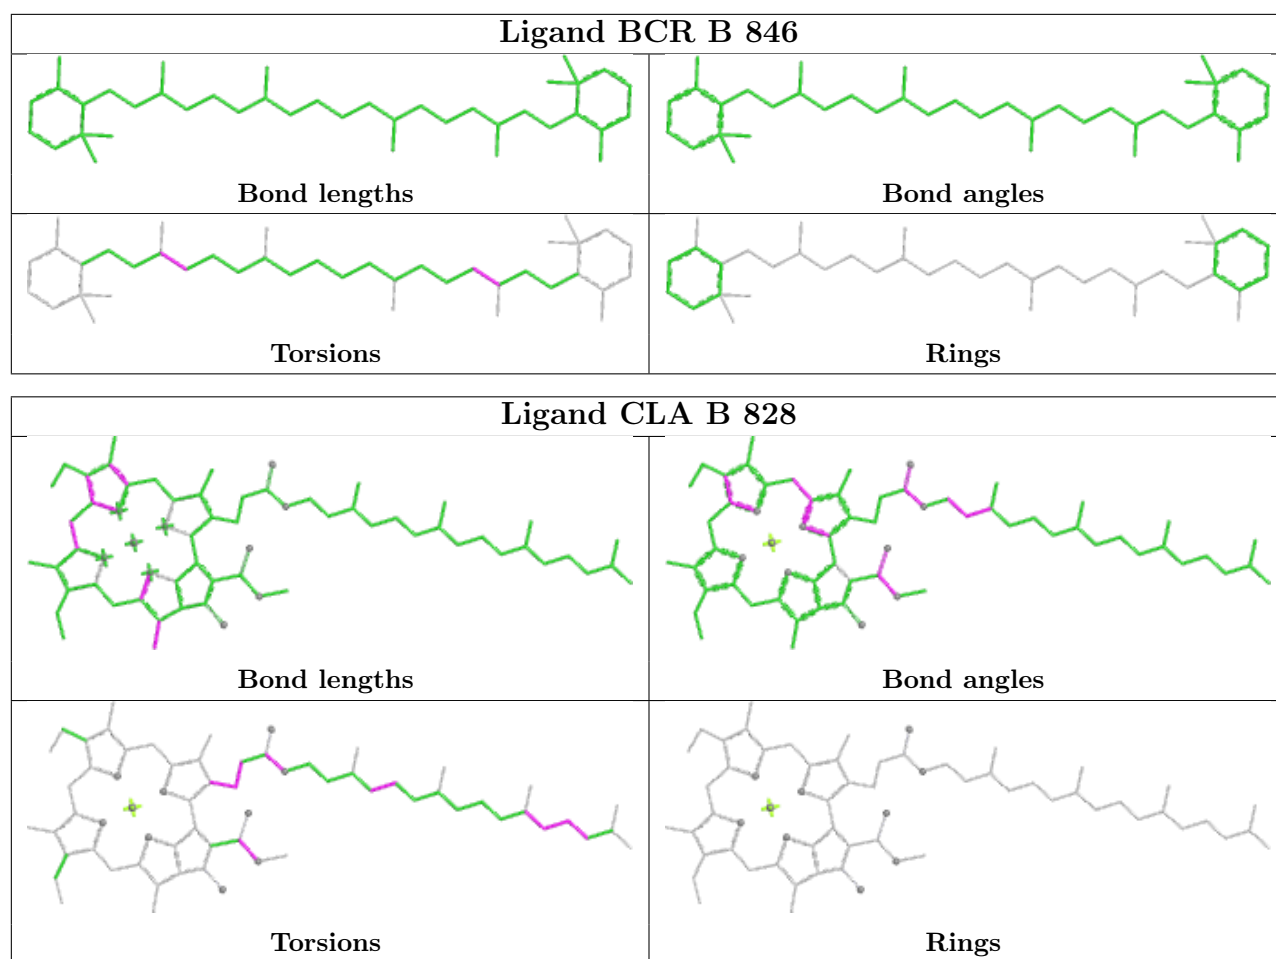 Ligand BCR B 846
Bond lengths
Bond angles
Torsions
Rings
Ligand CLA B 828
Bond lengths
Bond angles
Torsions
Rings